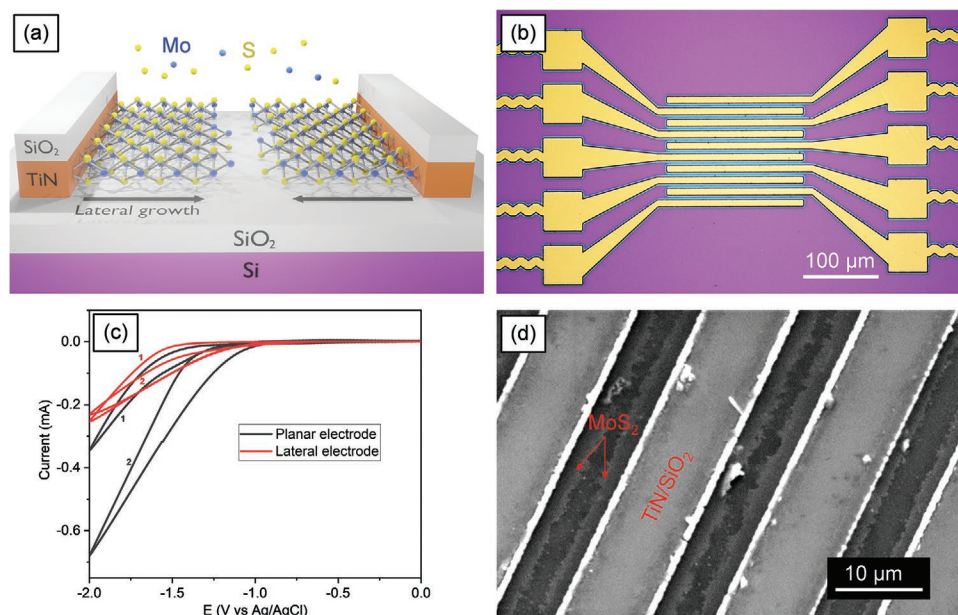 (a)
Mo
S
SiO₂
TiN
Lateral growth
SiO₂
Si
(b)
100 µm
(c)
0.0
-0.2
-0.4
-0.6
Current (mA)
1
2
1
2
Planar electrode
Lateral electrode
-2.0
-1.5
-1.0
-0.5
0.0
E (V vs Ag/AgCl)
(d)
MoS₂
TiN/SiO₂
10 µm